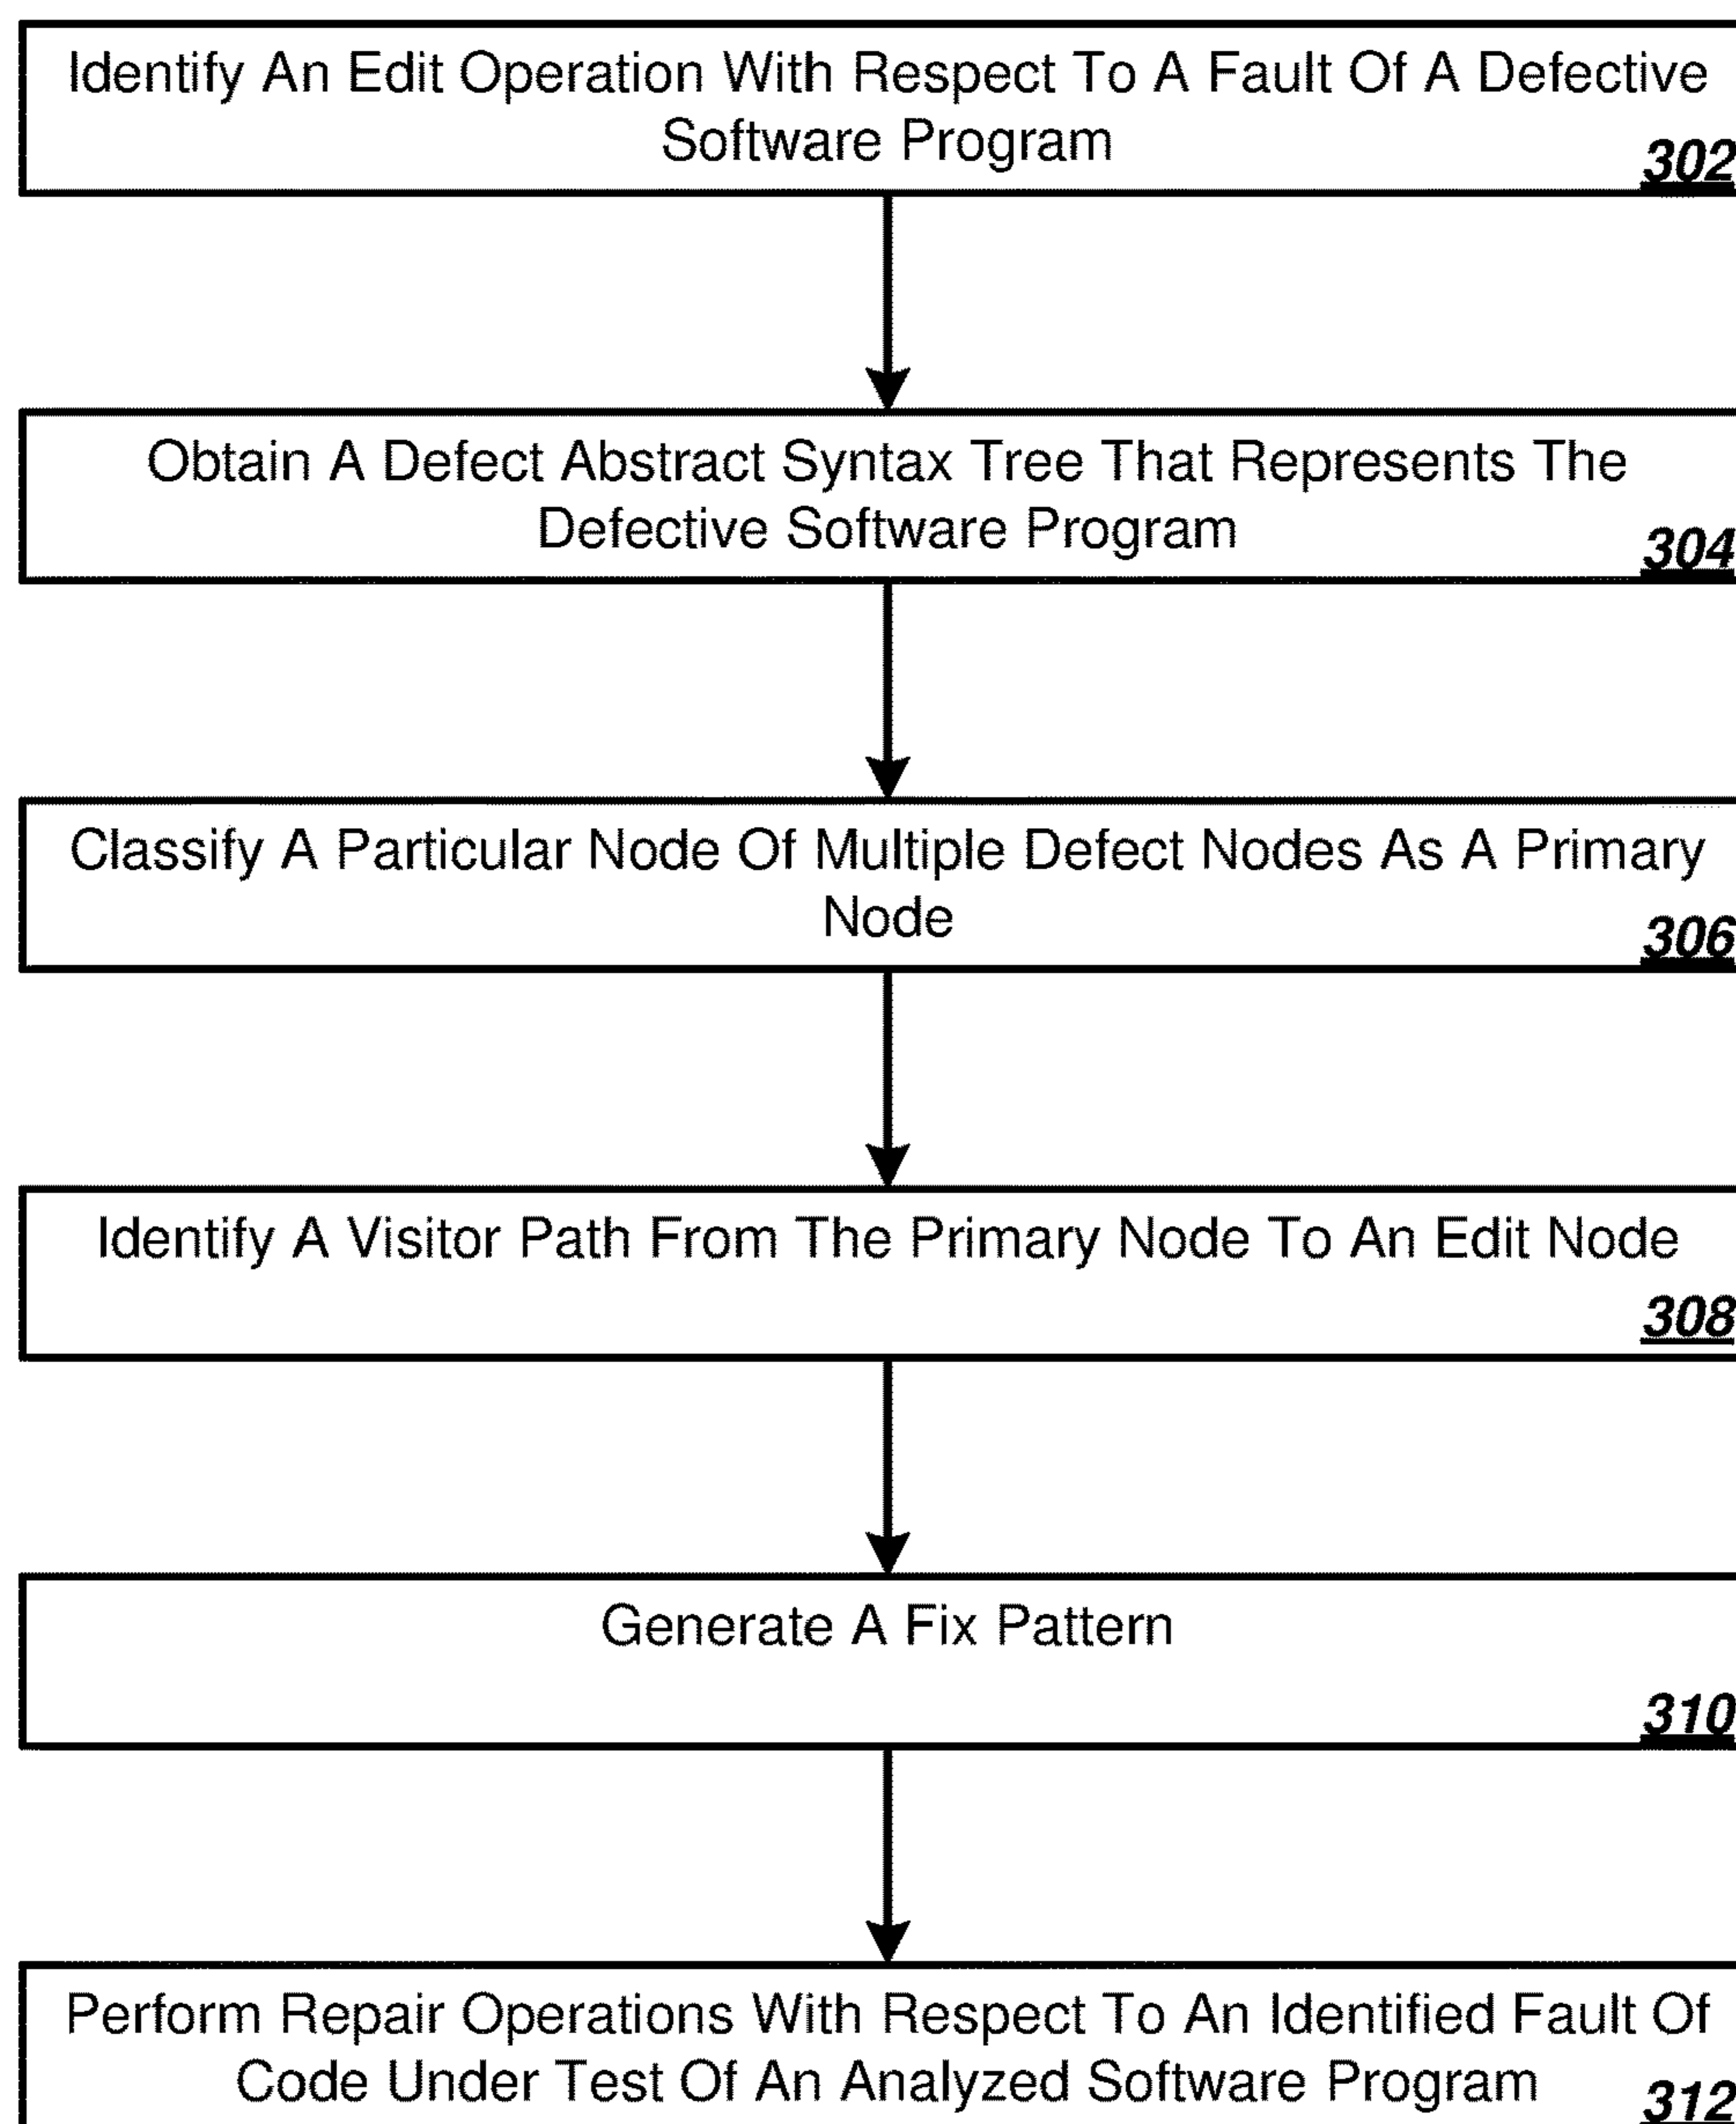 Identify An Edit Operation With Respect To A Fault Of A Defective
Software Program
302
Obtain A Defect Abstract Syntax Tree That Represents The
Defective Software Program
304
Classify A Particular Node Of Multiple Defect Nodes As A Primary
Node
306
Identify A Visitor Path From The Primary Node To An Edit Node
308
Generate A Fix Pattern
310
Perform Repair Operations With Respect To An Identified Fault Of
Code Under Test Of An Analyzed Software Program
312